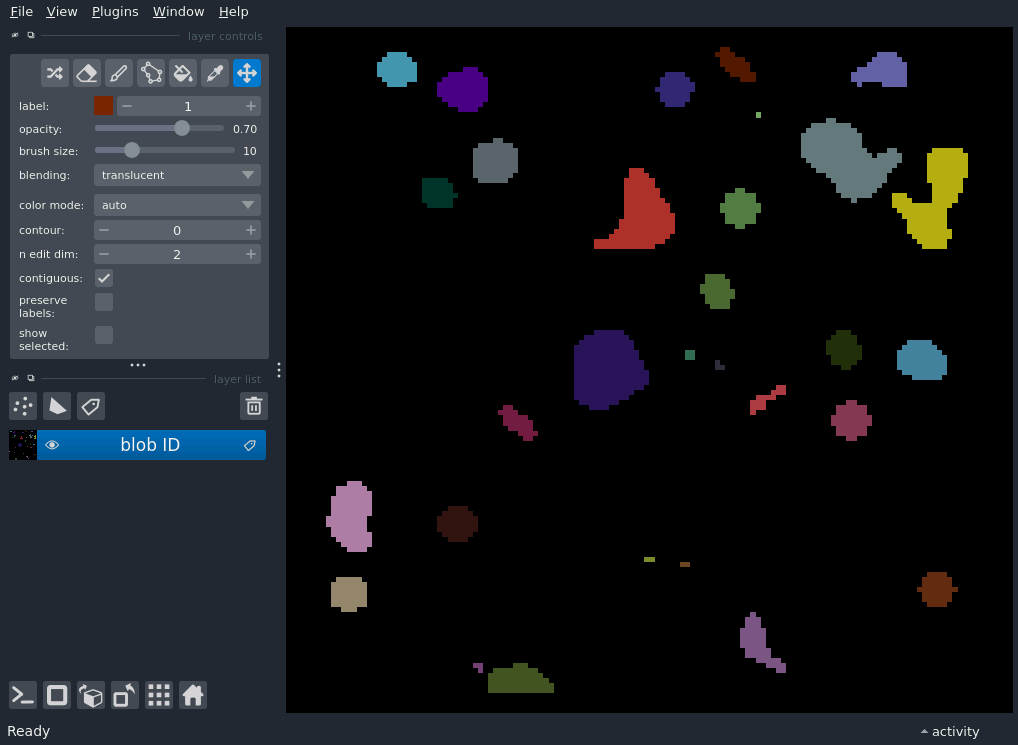 File View Plugins Window Help
layer controls
label: 1
opacity: 0.70
brush size: 10
blending: translucent
color mode: auto
contour: 0
n edit dim: 2
contiguous:
preserve
labels:
show
selected:
layer list
blob ID
Ready
activity